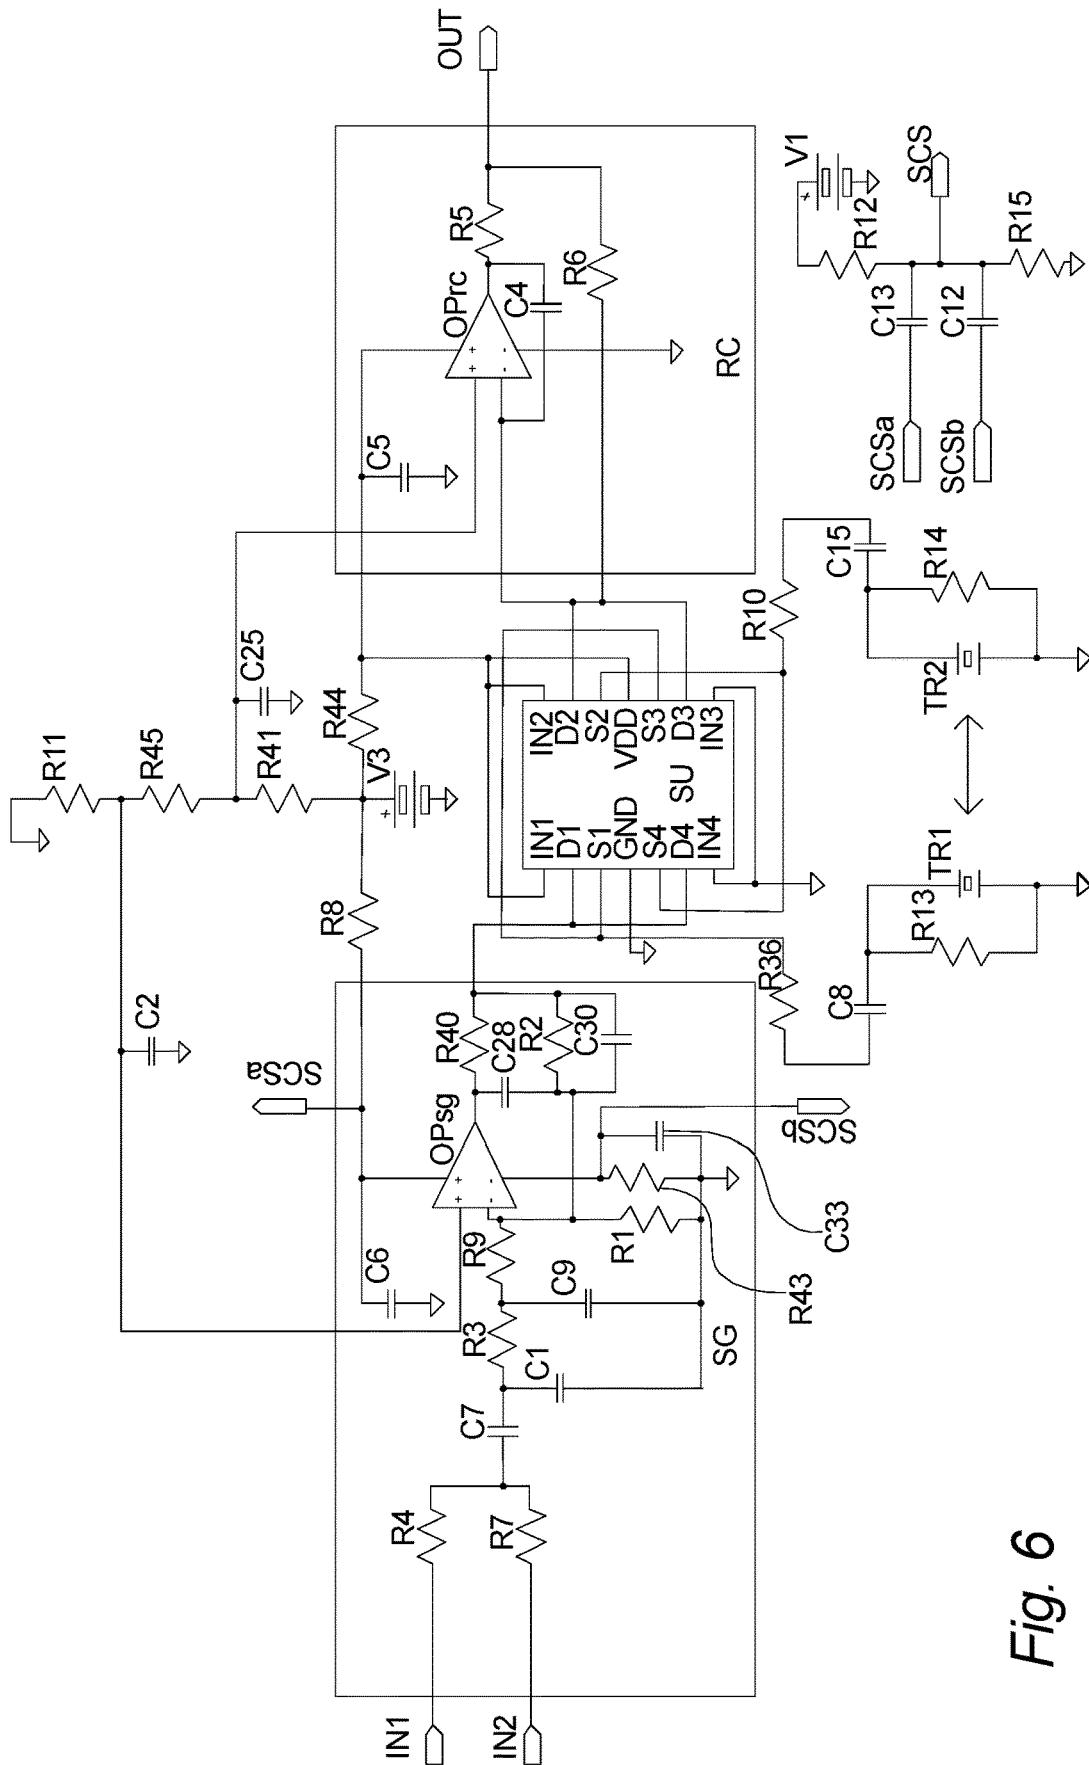 OUT
R11
R45
R41
C25
R44
V3
+
R8
C2
SCSa
C5
OPrc
+
+
-
-
R5
C4
R6
RC
V1
+
R12
SCS
C13
C12
R15
SCSa
SCSb
IN2
D2
S2
VDD
S3
D3
IN3
SU
IN1
D1
S1
GND
S4
D4
IN4
R10
C15
R14
TR2
TR1
R13
C8
R36
R40
C28
R2
C30
OPsg
+
+
-
-
SCSb
C33
R43
R1
C6
R9
C9
R3
C1
SG
C7
R4
R7
IN1
IN2
Fig. 6